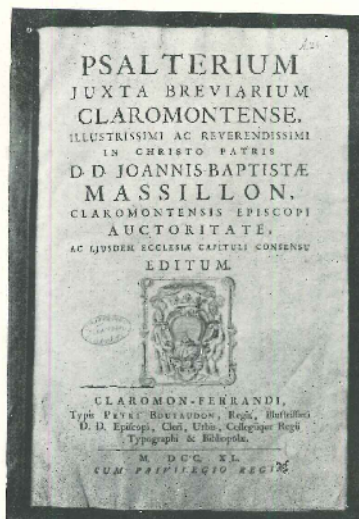 PSALTERIUM
JUXTA BREVIARIUM
CLAROMONTENSE,
ILLUSTRISSIMI AC REVERENDISSIMI
IN CHRISTO PATRIS
D. D. JOANNIS-BAPTISTÆ
MASSILLON,
CLAROMONTENSIS EPISCOPI
AUCTORITATE,
AC EJUSDEM ECCLESIÆ CAPITULI CONSENSU
EDITUM.
CLAROMON-FERRANDI,
Typis PETRI BOUTAUDON, Regis, Illustrissimi
D. D. Episcopi, Cleri, Urbis, Collegiique Regii
Typographi & Bibliopolæ.
M. DCC. XL.
CUM PRIVILEGIO REGIS